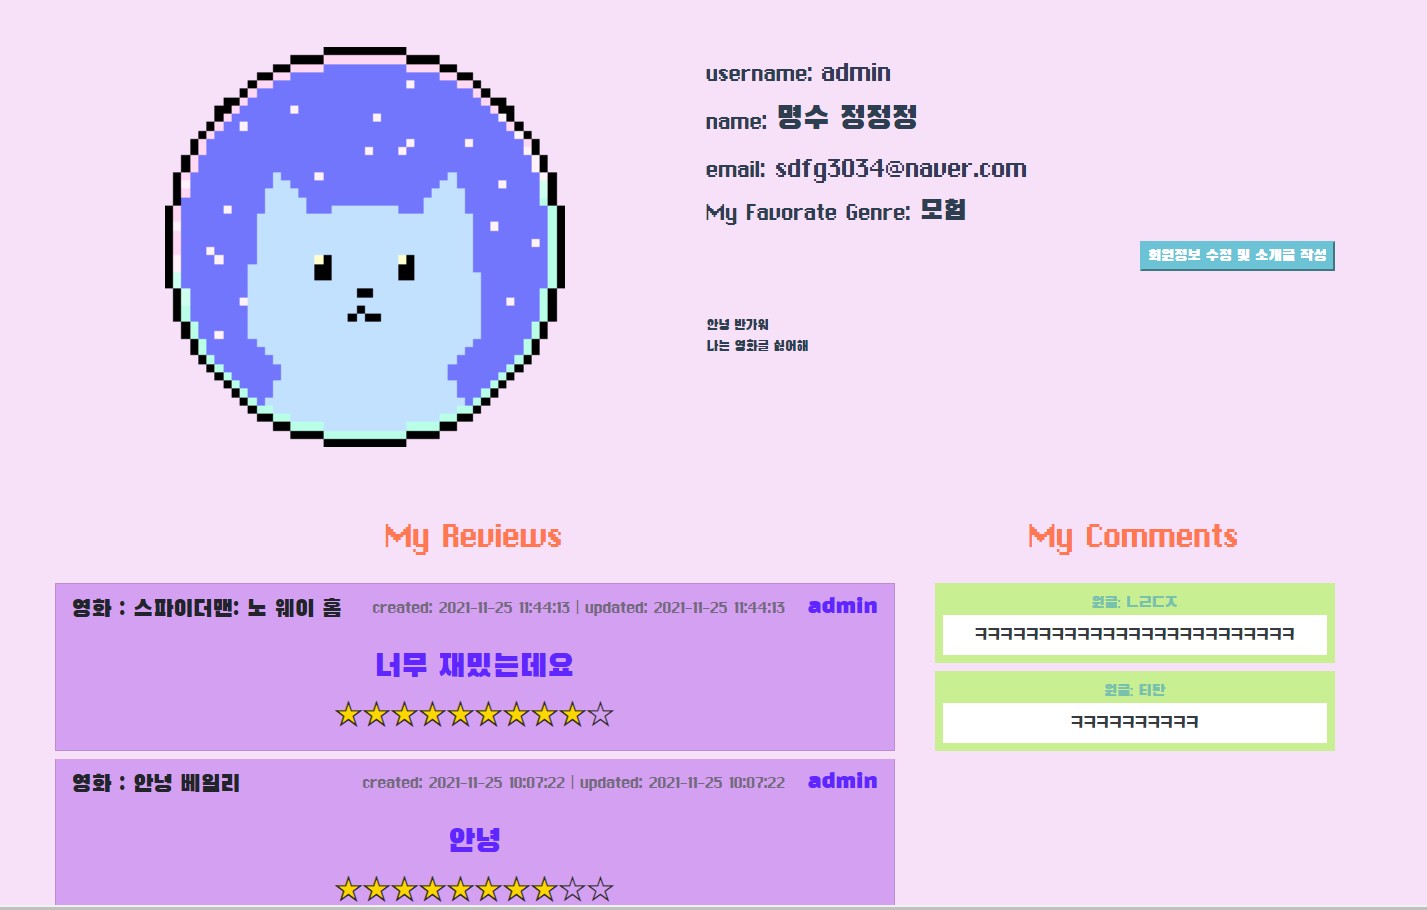 username: admin
name: 명수 정정정
email: sdfg3034@naver.com
My Favorate Genre: 모험
회원정보 수정 및 소개글 작성
안녕 반가워
나는 영화를 싫어해
My Reviews
영화 : 스파이더맨: 노 웨이 홈 created: 2021-11-25 11:44:13 | updated: 2021-11-25 11:44:13 admin
너무 재밌는데요
영화 : 안녕 베일리 created: 2021-11-25 10:07:22 | updated: 2021-11-25 10:07:22 admin
안녕
My Comments
원글: ㄴㄹㄷㅈ
ㅋㅋㅋㅋㅋㅋㅋㅋㅋㅋㅋㅋㅋㅋㅋㅋㅋㅋㅋㅋㅋㅋㅋㅋㅋ
원글: 티탄
ㅋㅋㅋㅋㅋㅋㅋㅋㅋㅋ